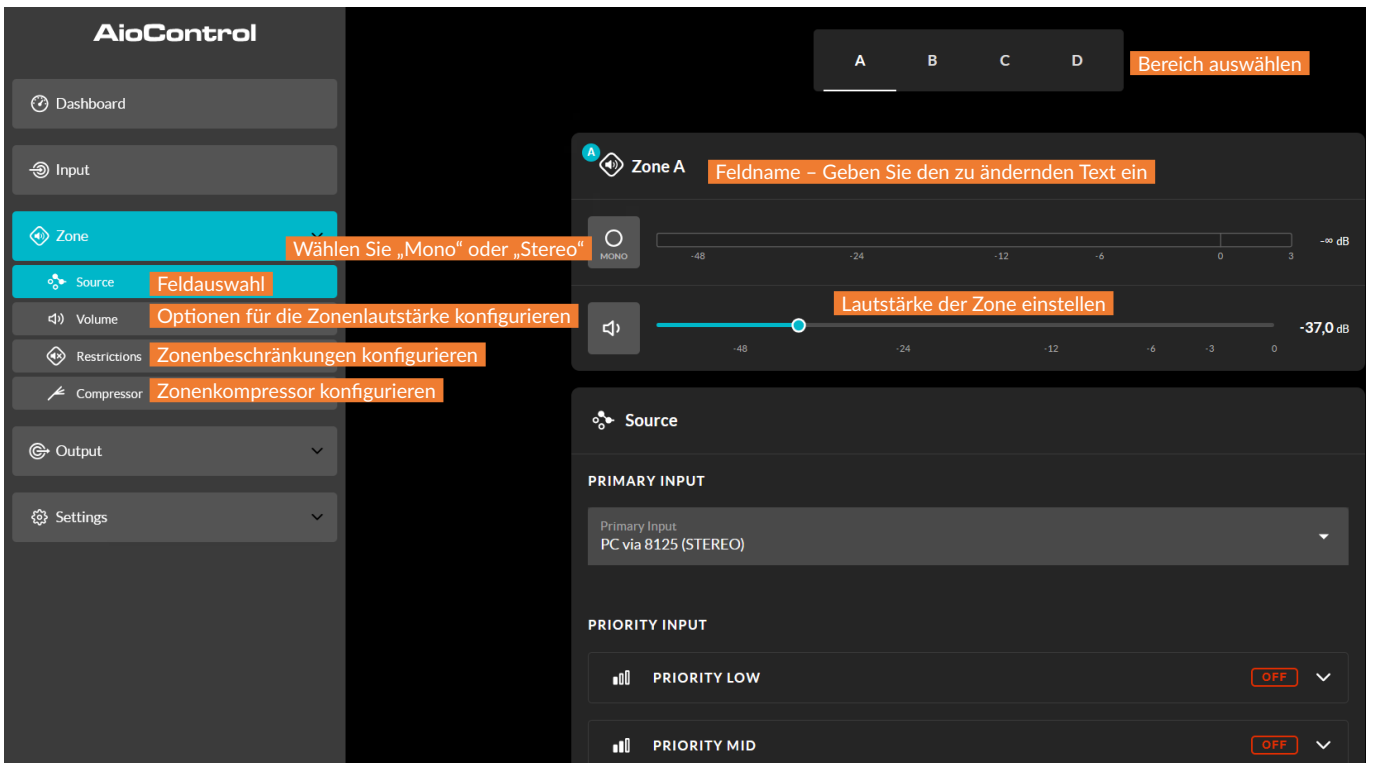 AioControl
Dashboard
Input
Zone
Source
Feldauswahl
Volume
Optionen für die Zonenlautstärke konfigurieren
Restrictions
Zonenbeschränkungen konfigurieren
Compressor
Zonenkompressor konfigurieren
Output
Settings
A B C D
Bereich auswählen
A
Zone A
Feldname – Geben Sie den zu ändernden Text ein
Wählen Sie „Mono“ oder „Stereo“
MONO
-48 -24 -12 -6 0 3
-∞ dB
Lautstärke der Zone einstellen
-48 -24 -12 -6 -3 0
-37,0 dB
Source
PRIMARY INPUT
Primary Input
PC via 8125 (STEREO)
PRIORITY INPUT
PRIORITY LOW OFF
PRIORITY MID OFF